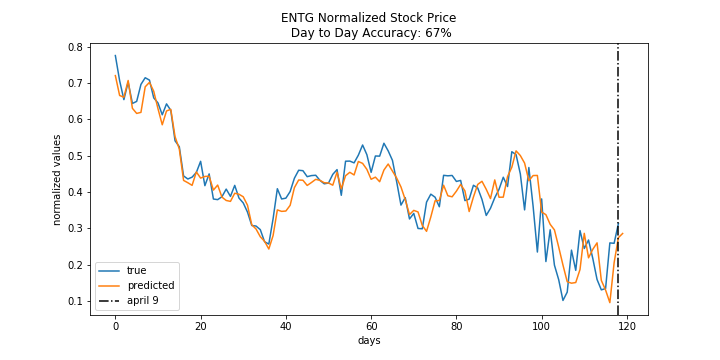 ENTG Normalized Stock Price
Day to Day Accuracy: 67%
normalized values
0.8
0.7
0.6
0.5
0.4
0.3
0.2
0.1
true
predicted
april 9
0 20 40 60 80 100 120
days